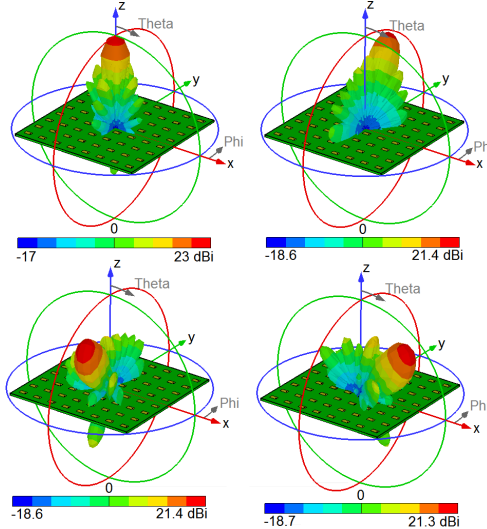 z
Theta
y
Phi
x
0
-17
23 dBi
z
Theta
y
Ph
x
0
-18.6
21.4 dBi
z
Theta
y
Phi
x
0
-18.6
21.4 dBi
z
Theta
y
Phi
x
0
-18.7
21.3 dBi